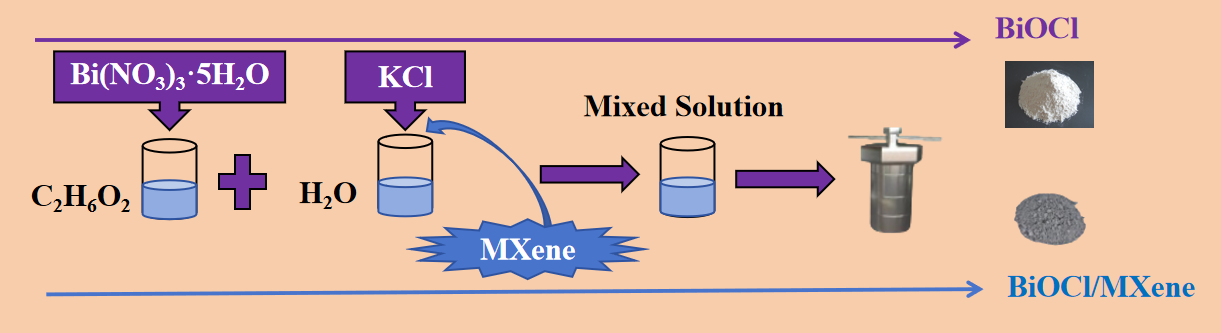 BiOCl
Bi(NO₃)₃·5H₂O
KCl
Mixed Solution
C₂H₆O₂
H₂O
MXene
BiOCl/MXene